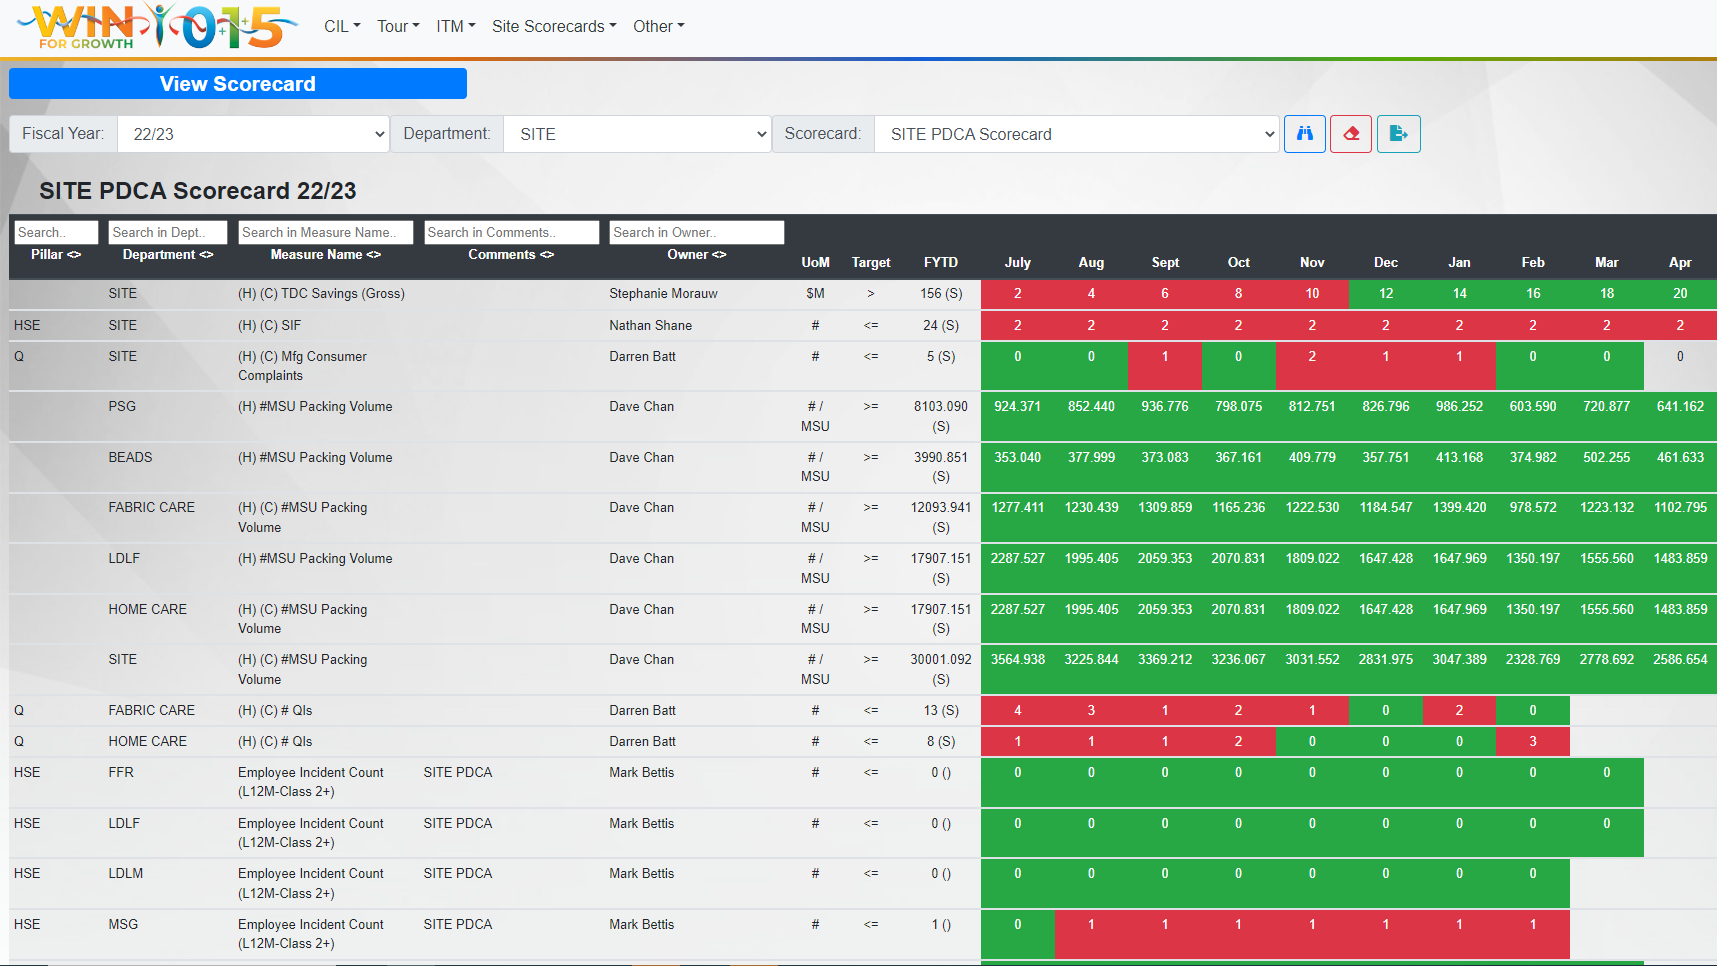 WIN 0+1+5
FOR GROWTH
CIL Tour ITM Site Scorecards Other
View Scorecard
Fiscal Year: 22/23 Department: SITE Scorecard: SITE PDCA Scorecard
SITE PDCA Scorecard 22/23
Search.. Search in Dept.. Search in Measure Name.. Search in Comments.. Search in Owner..
Pillar <> Department <> Measure Name <> Comments <> Owner <> UoM Target FYTD July Aug Sept Oct Nov Dec Jan Feb Mar Apr
SITE (H) (C) TDC Savings (Gross) Stephanie Morauw $M > 156 (S) 2 4 6 8 10 12 14 16 18 20
HSE SITE (H) (C) SIF Nathan Shane # <= 24 (S) 2 2 2 2 2 2 2 2 2 2
Q SITE (H) (C) Mfg Consumer Darren Batt # <= 5 (S) 0 0 1 0 2 1 1 0 0 0
Complaints
PSG (H) #MSU Packing Volume Dave Chan # / >= 8103.090 924.371 852.440 936.776 798.075 812.751 826.796 986.252 603.590 720.877 641.162
MSU (S)
BEADS (H) #MSU Packing Volume Dave Chan # / >= 3990.851 353.040 377.999 373.083 367.161 409.779 357.751 413.168 374.982 502.255 461.633
MSU (S)
FABRIC CARE (H) (C) #MSU Packing Dave Chan # / >= 12093.941 1277.411 1230.439 1309.859 1165.236 1222.530 1184.547 1399.420 978.572 1223.132 1102.795
Volume MSU (S)
LDLF (H) #MSU Packing Volume Dave Chan # / >= 17907.151 2287.527 1995.405 2059.353 2070.831 1809.022 1647.428 1647.969 1350.197 1555.560 1483.859
MSU (S)
HOME CARE (H) (C) #MSU Packing Dave Chan # / >= 17907.151 2287.527 1995.405 2059.353 2070.831 1809.022 1647.428 1647.969 1350.197 1555.560 1483.859
Volume MSU (S)
SITE (H) (C) #MSU Packing Dave Chan # / >= 30001.092 3564.938 3225.844 3369.212 3236.067 3031.552 2831.975 3047.389 2328.769 2778.692 2586.654
Volume MSU (S)
Q FABRIC CARE (H) (C) # QIs Darren Batt # <= 13 (S) 4 3 1 2 1 0 2 0
Q HOME CARE (H) (C) # QIs Darren Batt # <= 8 (S) 1 1 1 2 0 0 0 3
HSE FFR Employee Incident Count SITE PDCA Mark Bettis # <= 0 () 0 0 0 0 0 0 0 0 0
(L12M-Class 2+)
HSE LDLF Employee Incident Count SITE PDCA Mark Bettis # <= 0 () 0 0 0 0 0 0 0 0 0
(L12M-Class 2+)
HSE LDLM Employee Incident Count SITE PDCA Mark Bettis # <= 0 () 0 0 0 0 0 0 0 0
(L12M-Class 2+)
HSE MSG Employee Incident Count SITE PDCA Mark Bettis # <= 1 () 0 1 1 1 1 1 1 1
(L12M-Class 2+)